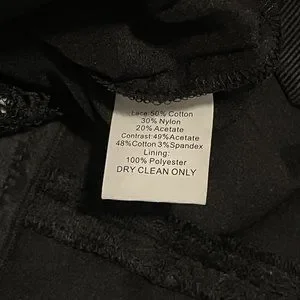 Lace:50% Cotton
30% Nylon
20% Acetate
Contrast:49%Acetate
48%Cotton 3%Spandex
Lining:
100% Polyester
DRY CLEAN ONLY